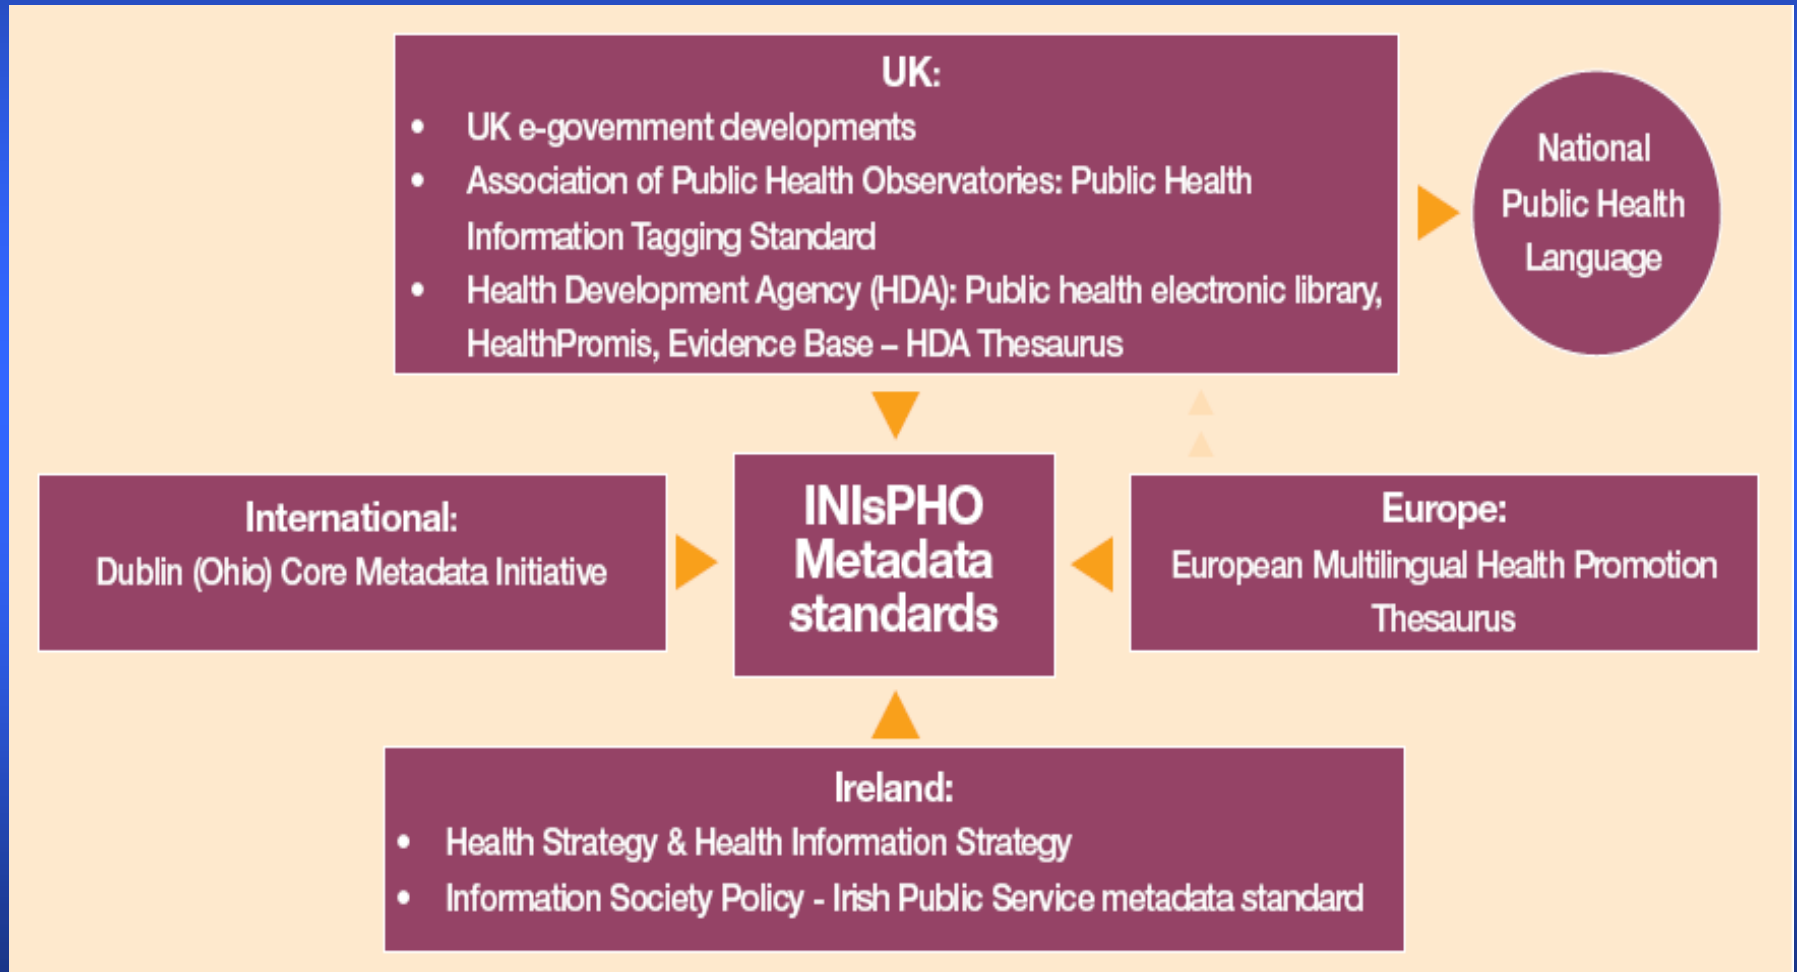 UK:
• UK e-government developments
• Association of Public Health Observatories: Public Health
Information Tagging Standard
• Health Development Agency (HDA): Public health electronic library,
HealthPromis, Evidence Base – HDA Thesaurus
National
Public Health
Language
International:
Dublin (Ohio) Core Metadata Initiative
INIsPHO
Metadata
standards
Europe:
European Multilingual Health Promotion
Thesaurus
Ireland:
• Health Strategy & Health Information Strategy
• Information Society Policy - Irish Public Service metadata standard